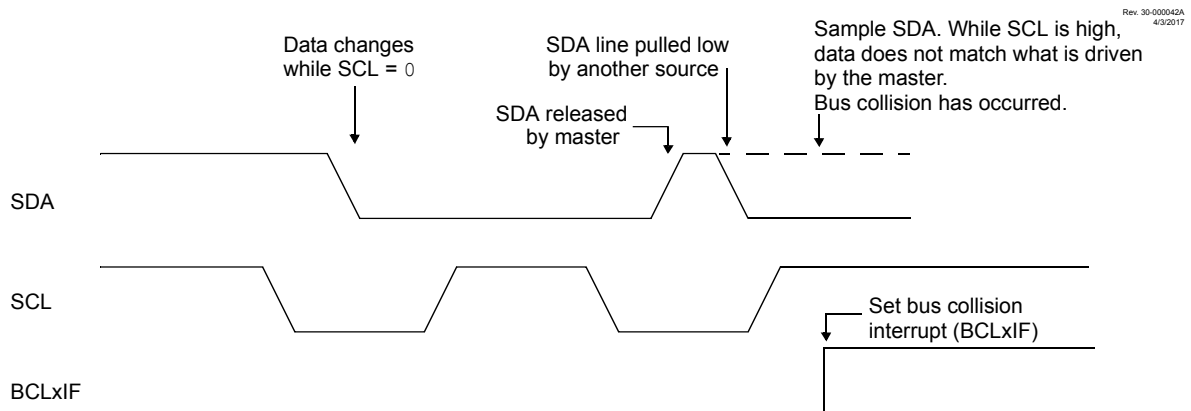 Rev. 30-000042A
4/3/2017
Data changes
while SCL = 0
SDA line pulled low
by another source
SDA released
by master
Sample SDA. While SCL is high,
data does not match what is driven
by the master.
Bus collision has occurred.
SDA
SCL
Set bus collision
interrupt (BCLxIF)
BCLxIF